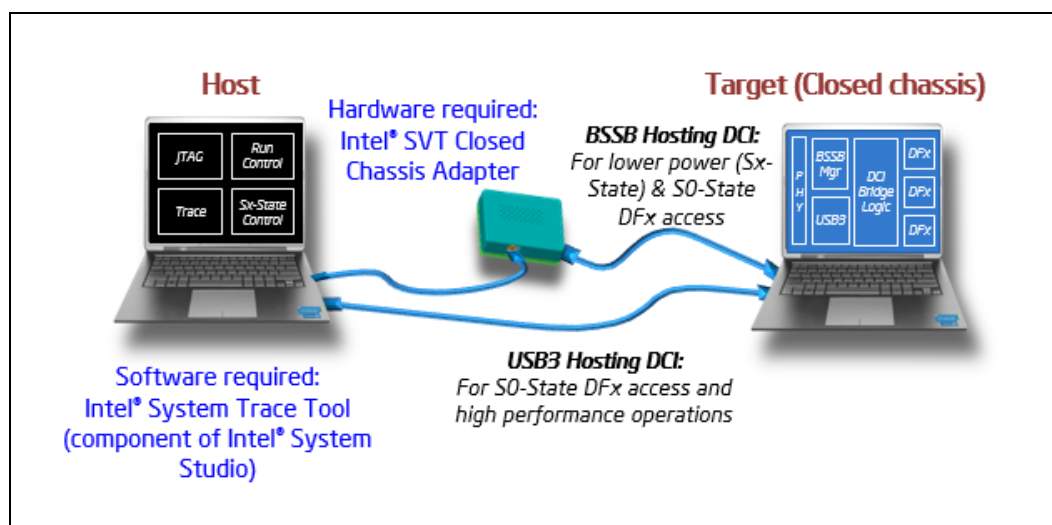 Host
Target (Closed chassis)
Hardware required:
Intel® SVT Closed
Chassis Adapter
BSSB Hosting DCI:
For lower power (Sx-
State) & S0-State
DFx access
JTAG
Run
Control
Trace
Sx-State
Control
P
H
Y
BSSB
Mgr
USB3
DCI
Bridge
Logic
DFx
DFx
DFx
USB3 Hosting DCI:
For S0-State DFx access and
high performance operations
Software required:
Intel® System Trace Tool
(component of Intel® System
Studio)